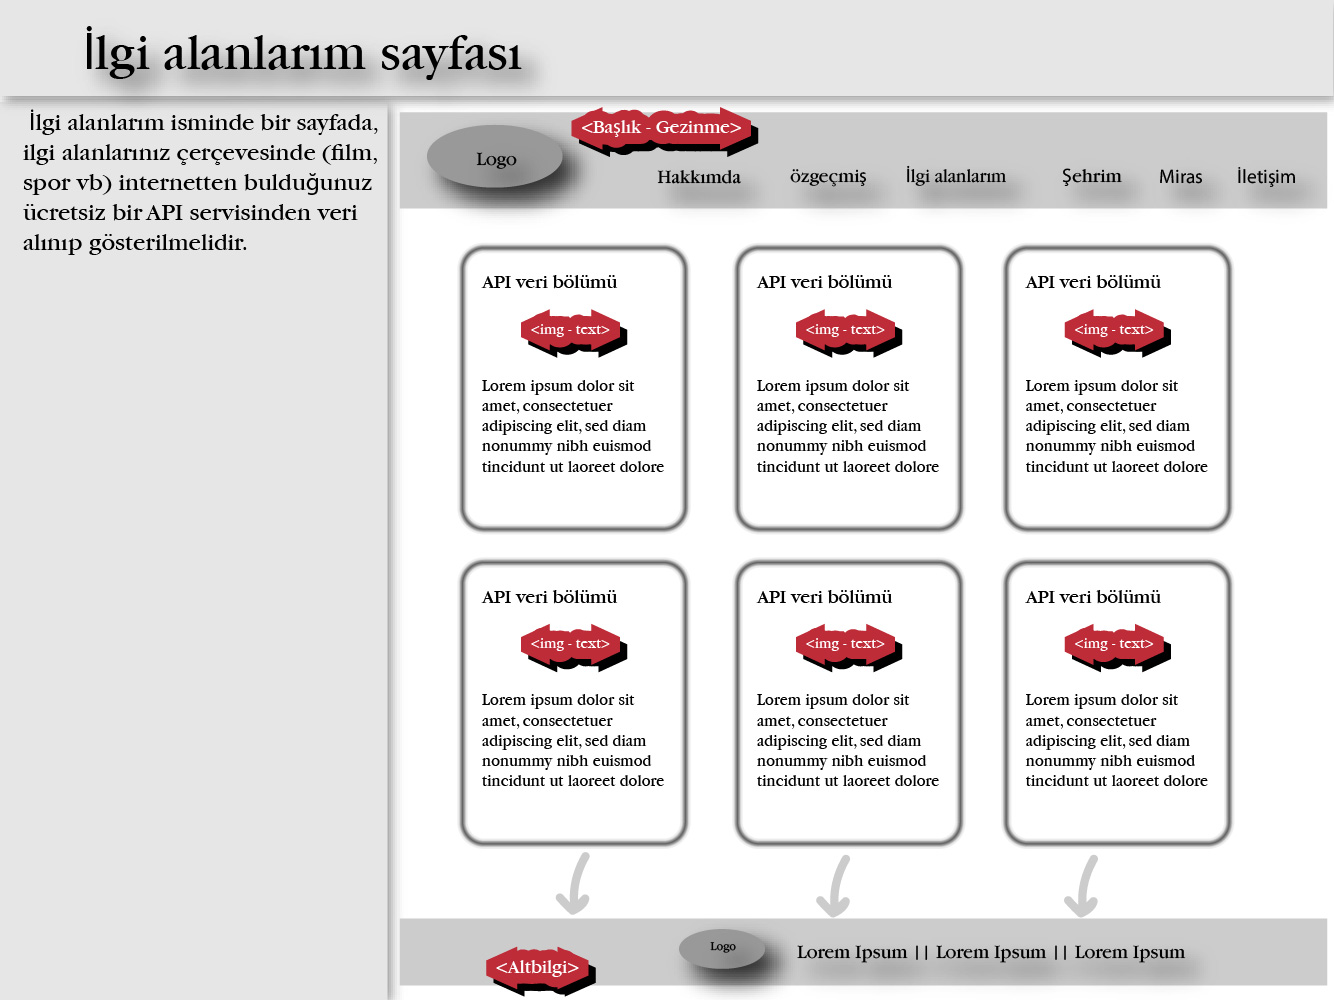 İlgi alanlarım sayfası
İlgi alanlarım isminde bir sayfada,
ilgi alanlarınız çerçevesinde (film,
spor vb) internetten bulduğunuz
ücretsiz bir API servisinden veri
alınıp gösterilmelidir.
<Başlık - Gezinme>
Logo
Hakkımda özgeçmiş İlgi alanlarım Şehrim Miras İletişim
API veri bölümü
<img - text>
Lorem ipsum dolor sit
amet, consectetuer
adipiscing elit, sed diam
nonummy nibh euismod
tincidunt ut laoreet dolore
API veri bölümü
<img - text>
Lorem ipsum dolor sit
amet, consectetuer
adipiscing elit, sed diam
nonummy nibh euismod
tincidunt ut laoreet dolore
API veri bölümü
<img - text>
Lorem ipsum dolor sit
amet, consectetuer
adipiscing elit, sed diam
nonummy nibh euismod
tincidunt ut laoreet dolore
API veri bölümü
<img - text>
Lorem ipsum dolor sit
amet, consectetuer
adipiscing elit, sed diam
nonummy nibh euismod
tincidunt ut laoreet dolore
API veri bölümü
<img - text>
Lorem ipsum dolor sit
amet, consectetuer
adipiscing elit, sed diam
nonummy nibh euismod
tincidunt ut laoreet dolore
API veri bölümü
<img - text>
Lorem ipsum dolor sit
amet, consectetuer
adipiscing elit, sed diam
nonummy nibh euismod
tincidunt ut laoreet dolore
<Altbilgi>
Logo
Lorem Ipsum || Lorem Ipsum || Lorem Ipsum